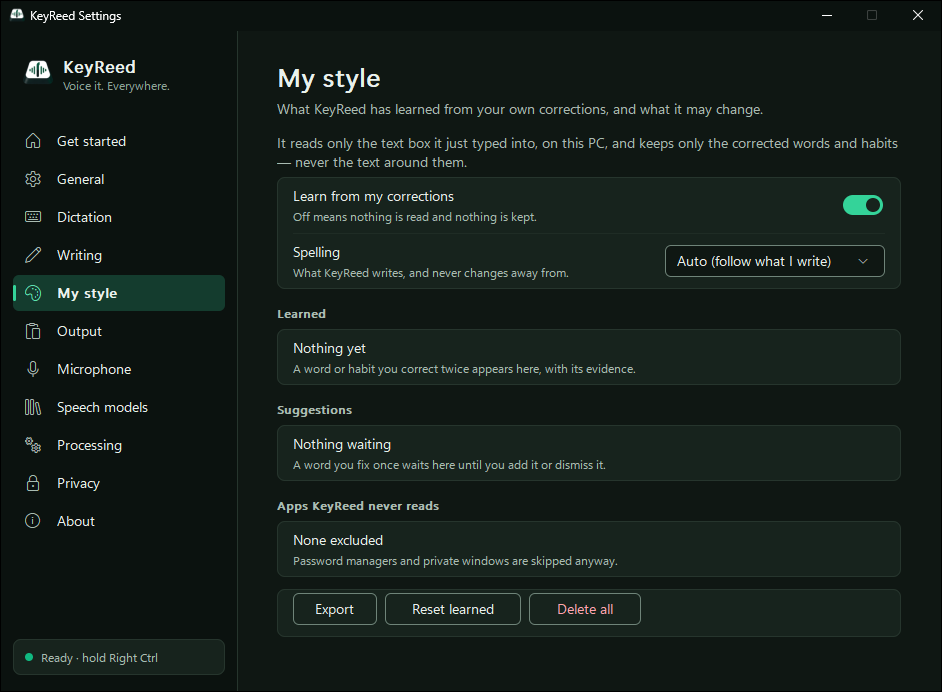 KeyReed Settings
KeyReed
Voice it. Everywhere.
Get started
General
Dictation
Writing
My style
Output
Microphone
Speech models
Processing
Privacy
About
Ready · hold Right Ctrl
My style
What KeyReed has learned from your own corrections, and what it may change.
It reads only the text box it just typed into, on this PC, and keeps only the corrected words and habits
— never the text around them.
Learn from my corrections
Off means nothing is read and nothing is kept.
Spelling
What KeyReed writes, and never changes away from.
Auto (follow what I write)
Learned
Nothing yet
A word or habit you correct twice appears here, with its evidence.
Suggestions
Nothing waiting
A word you fix once waits here until you add it or dismiss it.
Apps KeyReed never reads
None excluded
Password managers and private windows are skipped anyway.
Export
Reset learned
Delete all